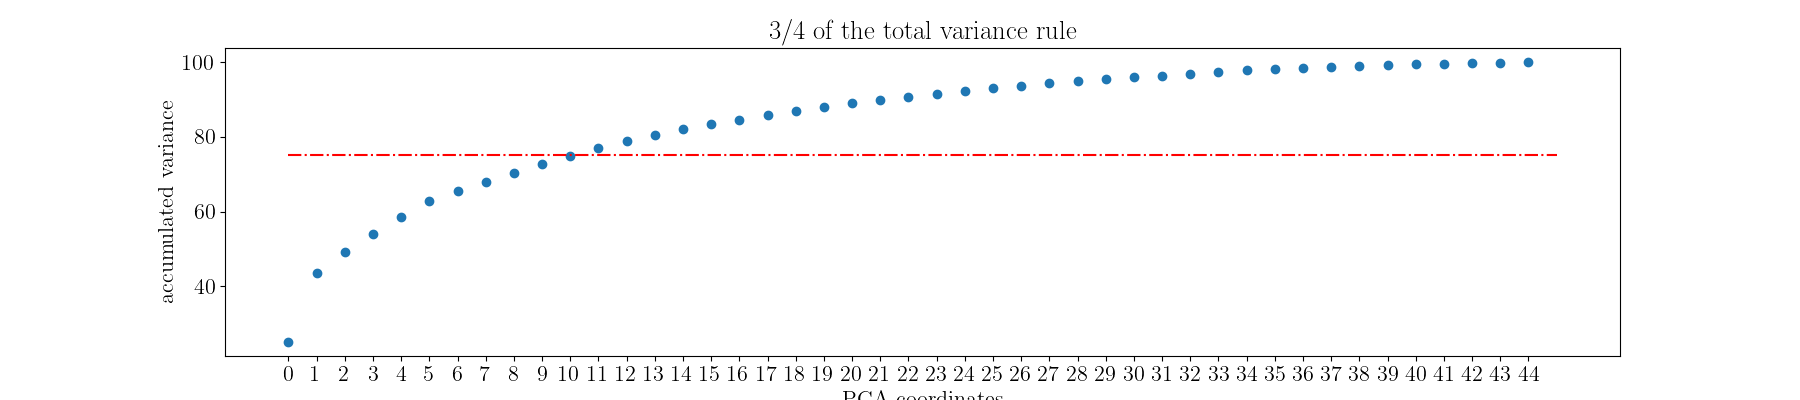 3/4 of the total variance rule
100
80
60
40
accumulated variance
0 1 2 3 4 5 6 7 8 9 10 11 12 13 14 15 16 17 18 19 20 21 22 23 24 25 26 27 28 29 30 31 32 33 34 35 36 37 38 39 40 41 42 43 44
PCA coordinates